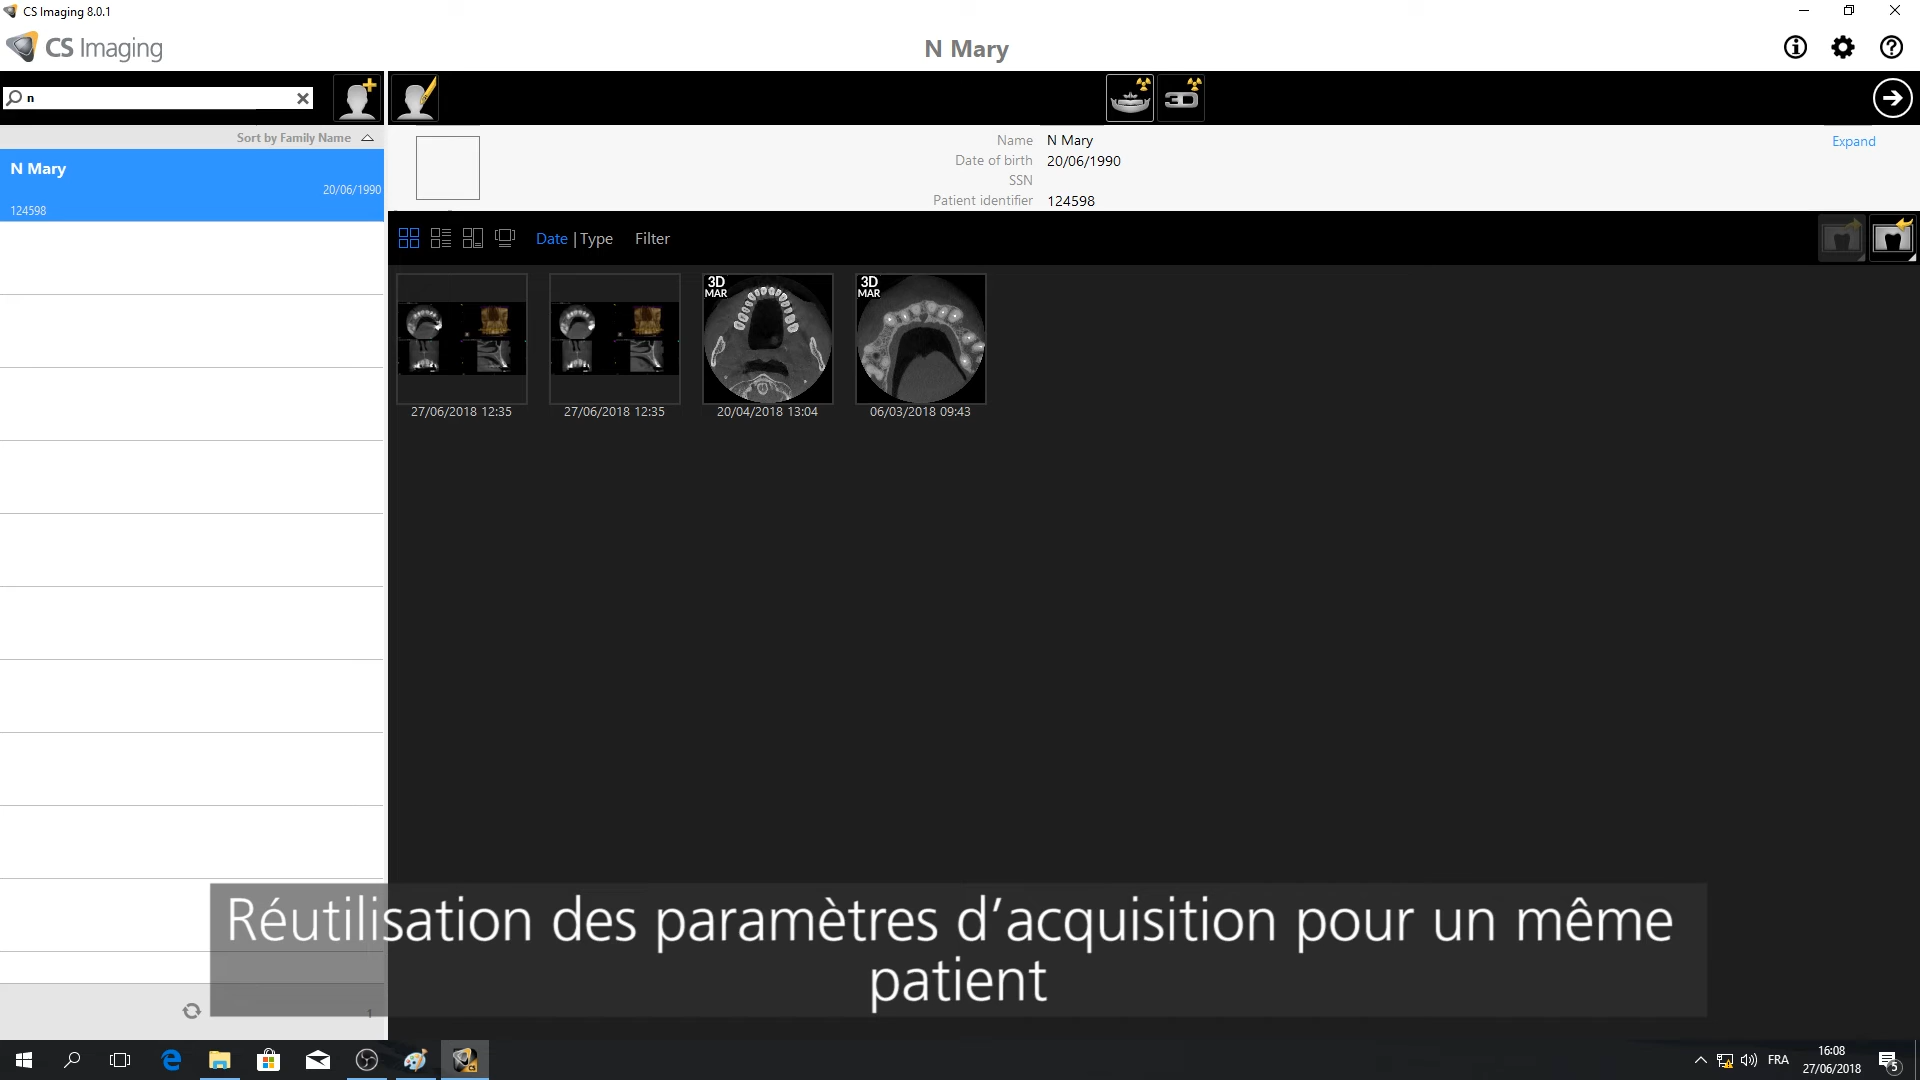 CS Imaging 8.0.1
CS Imaging
N Mary
n
Sort by Family Name
N Mary
20/06/1990
124598
3D
Name N Mary
Date of birth 20/06/1990
SSN
Patient identifier 124598
Expand
Date | Type Filter
3D
MAR
3D
MAR
27/06/2018 12:35
27/06/2018 12:35
20/04/2018 13:04
06/03/2018 09:43
Réutilisation des paramètres d’acquisition pour un même
patient
1
FRA
16:08
27/06/2018
5